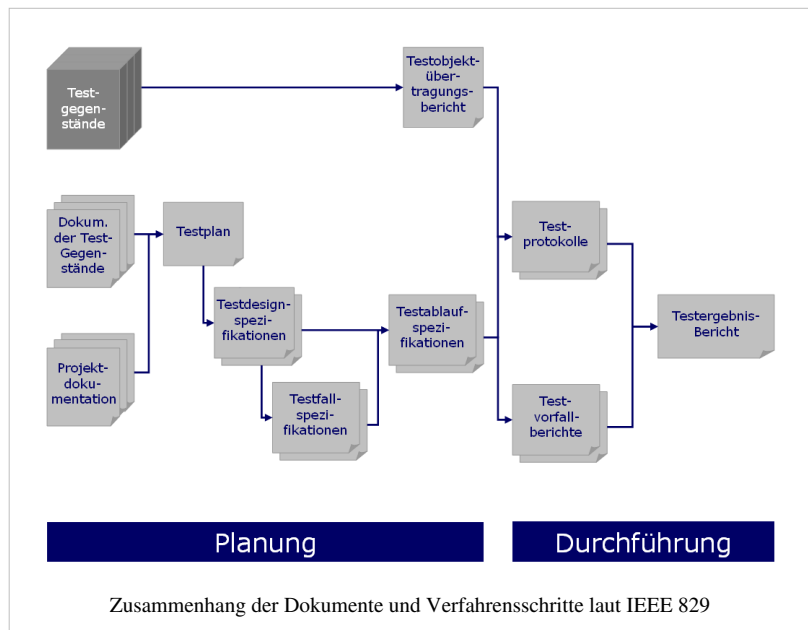 Test-
gegen-
stände
Testobjekt-
über-
tragungs-
bericht
Dokum.
der Test-
Gegen-
stände
Testplan
Test-
protokolle
Testdesign-
spezi-
fikationen
Testablauf-
spezi-
fikationen
Testergebnis-
Bericht
Projekt-
doku-
mentation
Testfall-
spezi-
fikationen
Test-
vorfall-
berichte
Planung
Durchführung
Zusammenhang der Dokumente und Verfahrensschritte laut IEEE 829